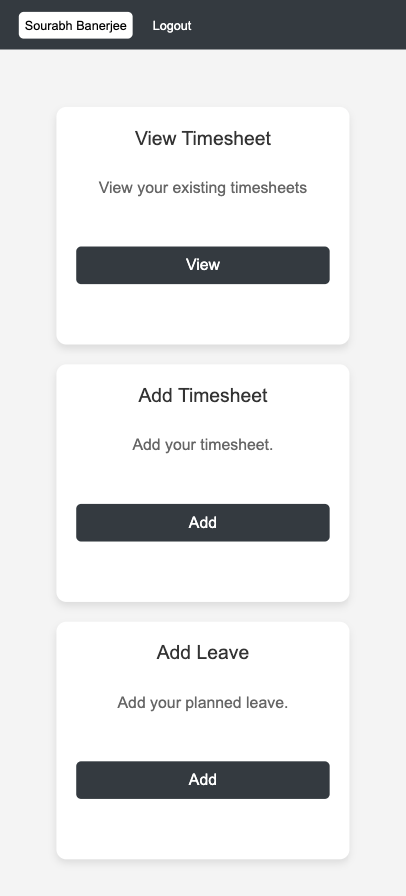 Sourabh Banerjee Logout
View Timesheet
View your existing timesheets
View
Add Timesheet
Add your timesheet.
Add
Add Leave
Add your planned leave.
Add